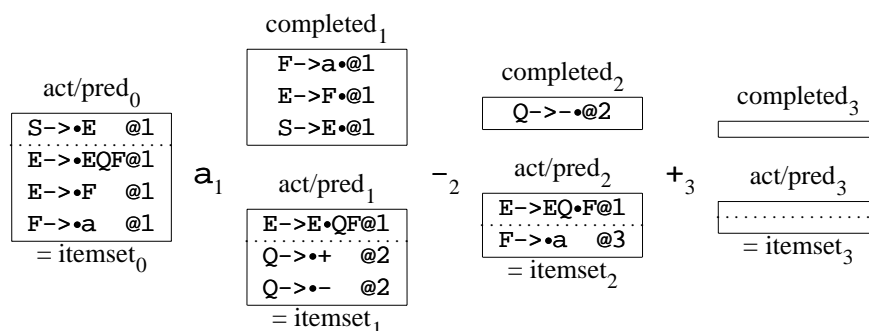 act/pred0
S->•E @1
E->•EQF@1
E->•F @1
F->•a @1
= itemset0
a1
completed1
F->a•@1
E->F•@1
S->E•@1
act/pred1
E->E•QF@1
Q->•+ @2
Q->•- @2
= itemset1
-2
completed2
Q->-•@2
act/pred2
E->EQ•F@1
F->•a @3
= itemset2
+3
completed3
act/pred3
= itemset3